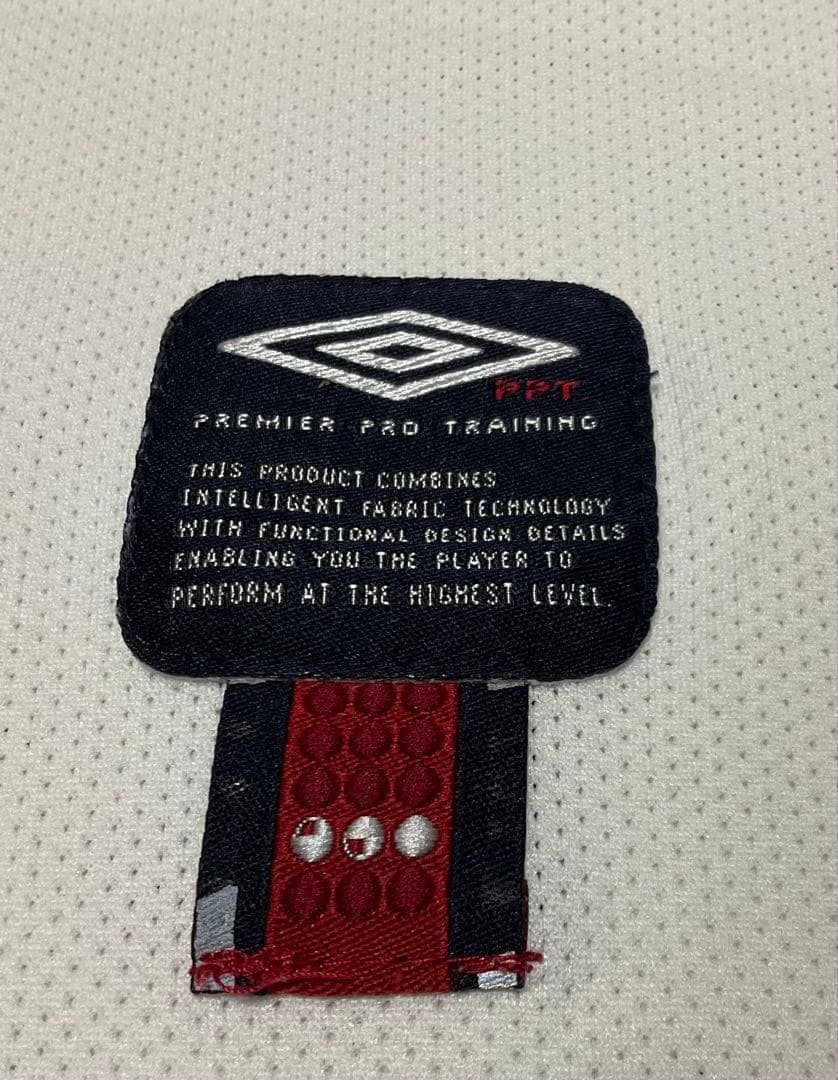 PPT
PREMIER PRO TRAINING
THIS PRODUCT COMBINES
INTELLIGENT FABRIC TECHNOLOGY
WITH FUNCTIONAL DESIGN DETAILS
ENABLING YOU THE PLAYER TO
PERFORM AT THE HIGHEST LEVEL.